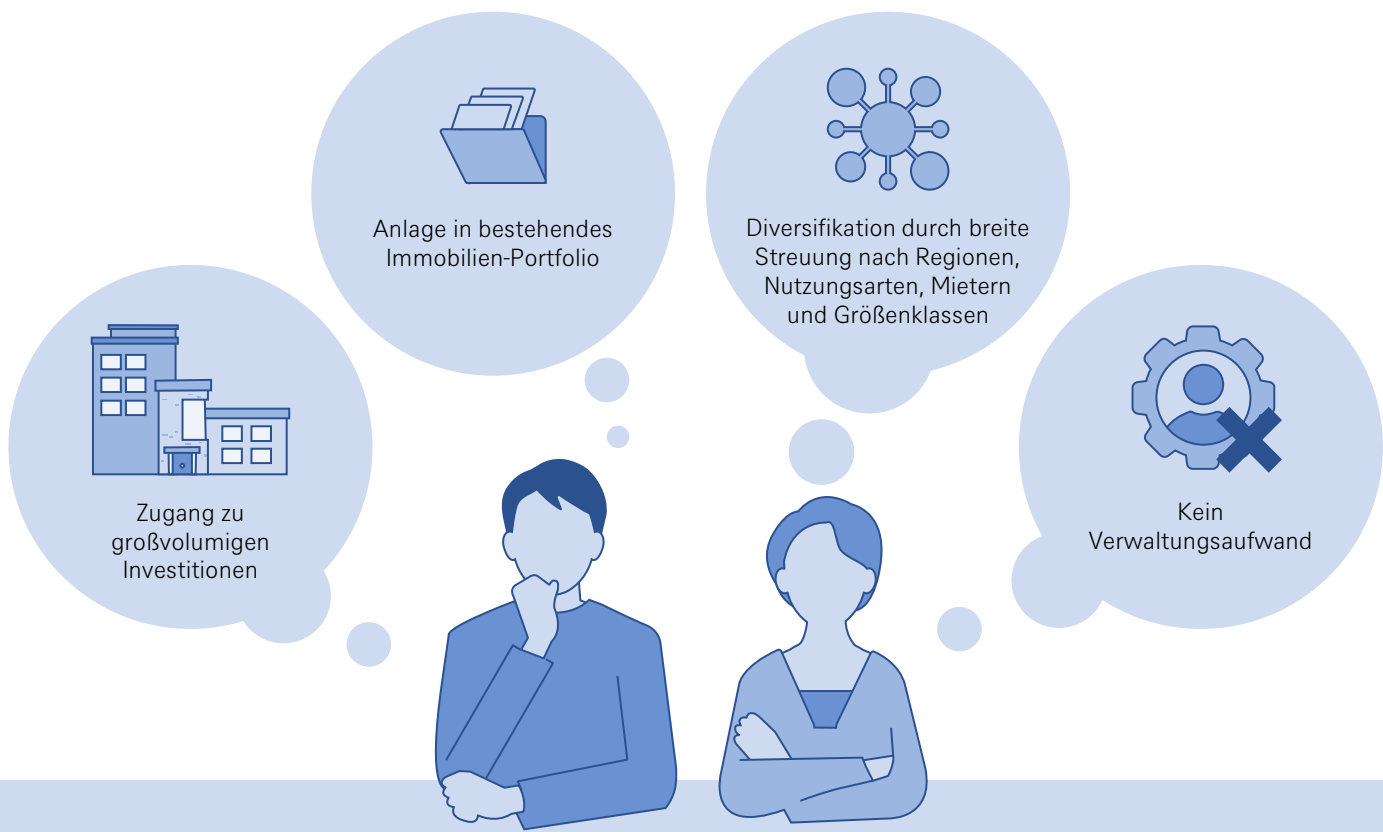 Anlage in bestehendes
Immobilien-Portfolio
Diversifikation durch breite
Streuung nach Regionen,
Nutzungsarten, Mietern
und Größenklassen
Zugang zu
großvolumigen
Investitionen
Kein
Verwaltungsaufwand